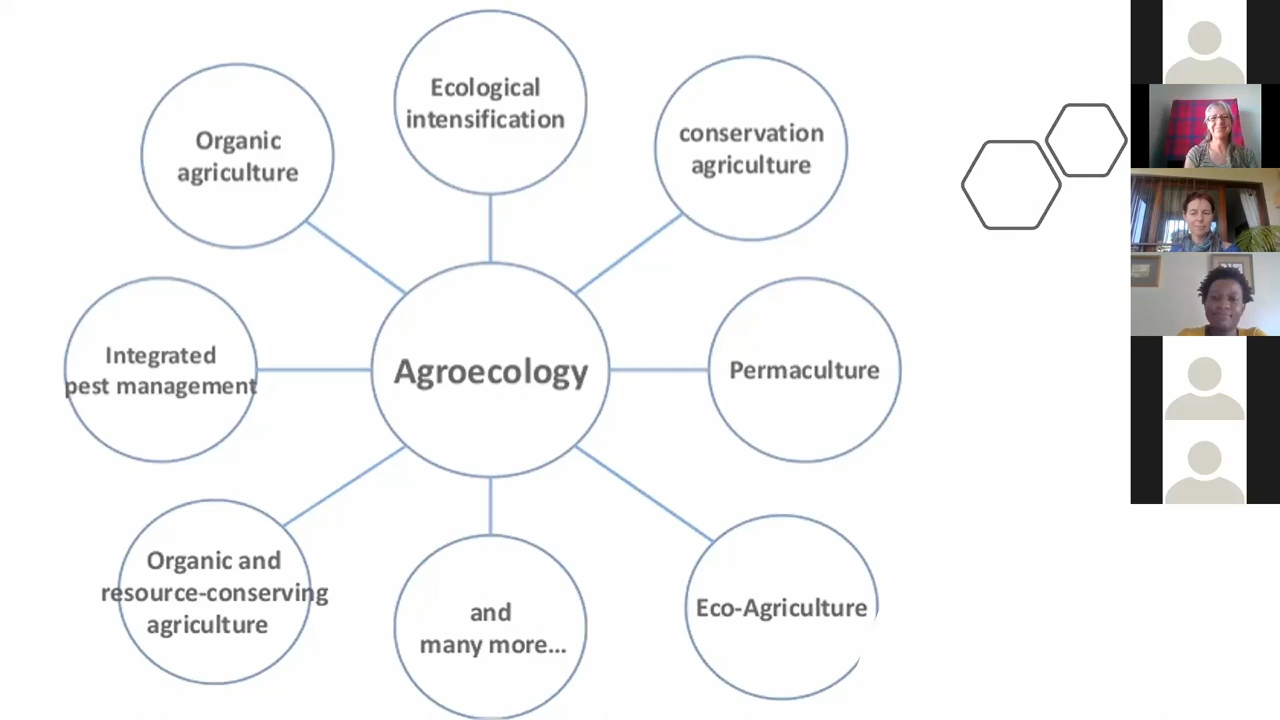 Ecological
intensification
Organic
agriculture
conservation
agriculture
Integrated
pest management
Agroecology
Permaculture
Organic and
resource-conserving
agriculture
and
many more...
Eco-Agriculture